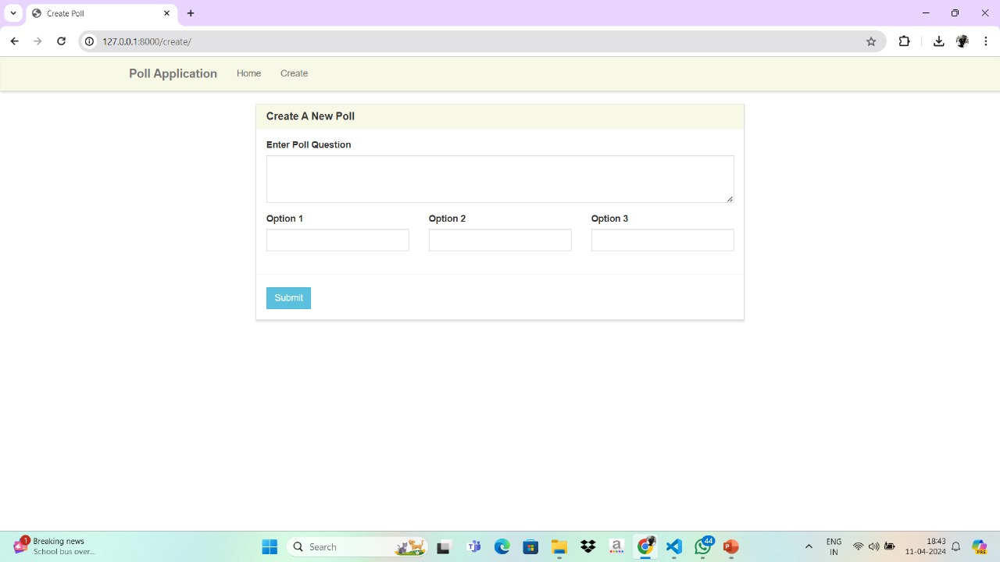 Create Poll
127.0.0.1:8000/create/
Poll Application Home Create
Create A New Poll
Enter Poll Question
Option 1 Option 2 Option 3
Submit
1 Breaking news
School bus over...
Search
a
44
P
ENG
IN
18:43
11-04-2024
PRE